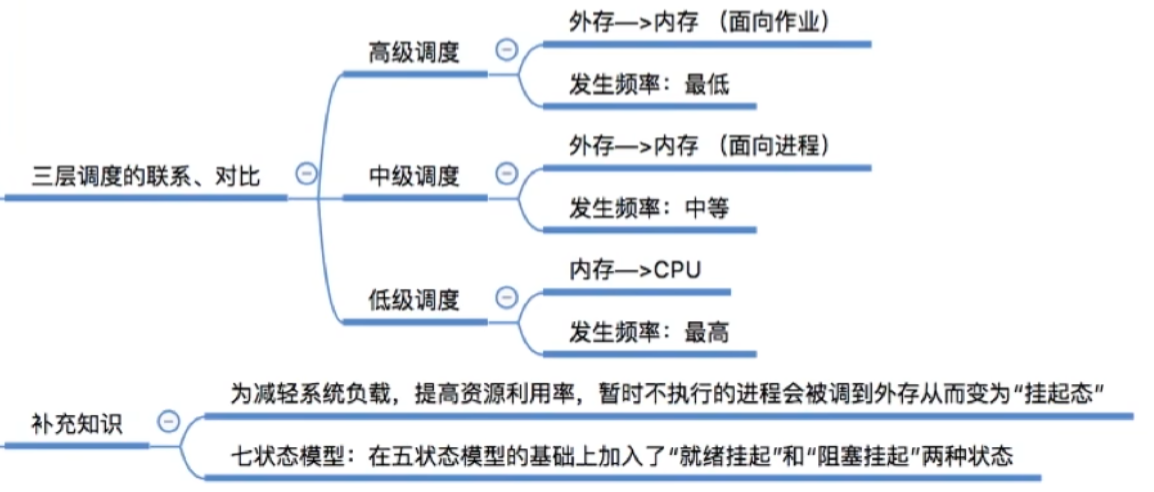 三层调度的联系、对比
高级调度
外存—>内存 （面向作业）
发生频率：最低
中级调度
外存—>内存 （面向进程）
发生频率：中等
低级调度
内存—>CPU
发生频率：最高
补充知识
为减轻系统负载，提高资源利用率，暂时不执行的进程会被调到外存从而变为“挂起态”
七状态模型：在五状态模型的基础上加入了“就绪挂起”和“阻塞挂起”两种状态